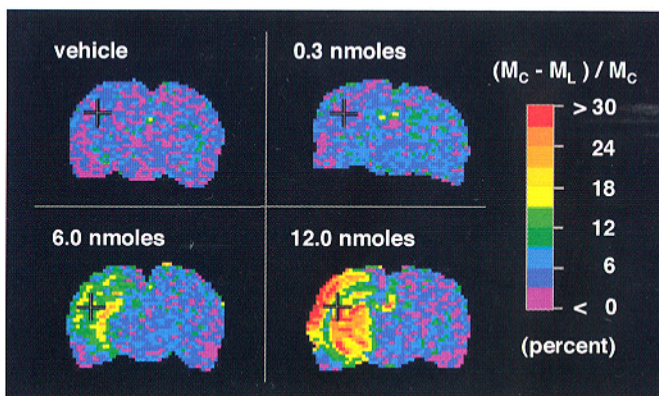 vehicle
0.3 nmoles
(M_C - M_L) / M_C
> 30
24
18
12
6
< 0
(percent)
6.0 nmoles
12.0 nmoles